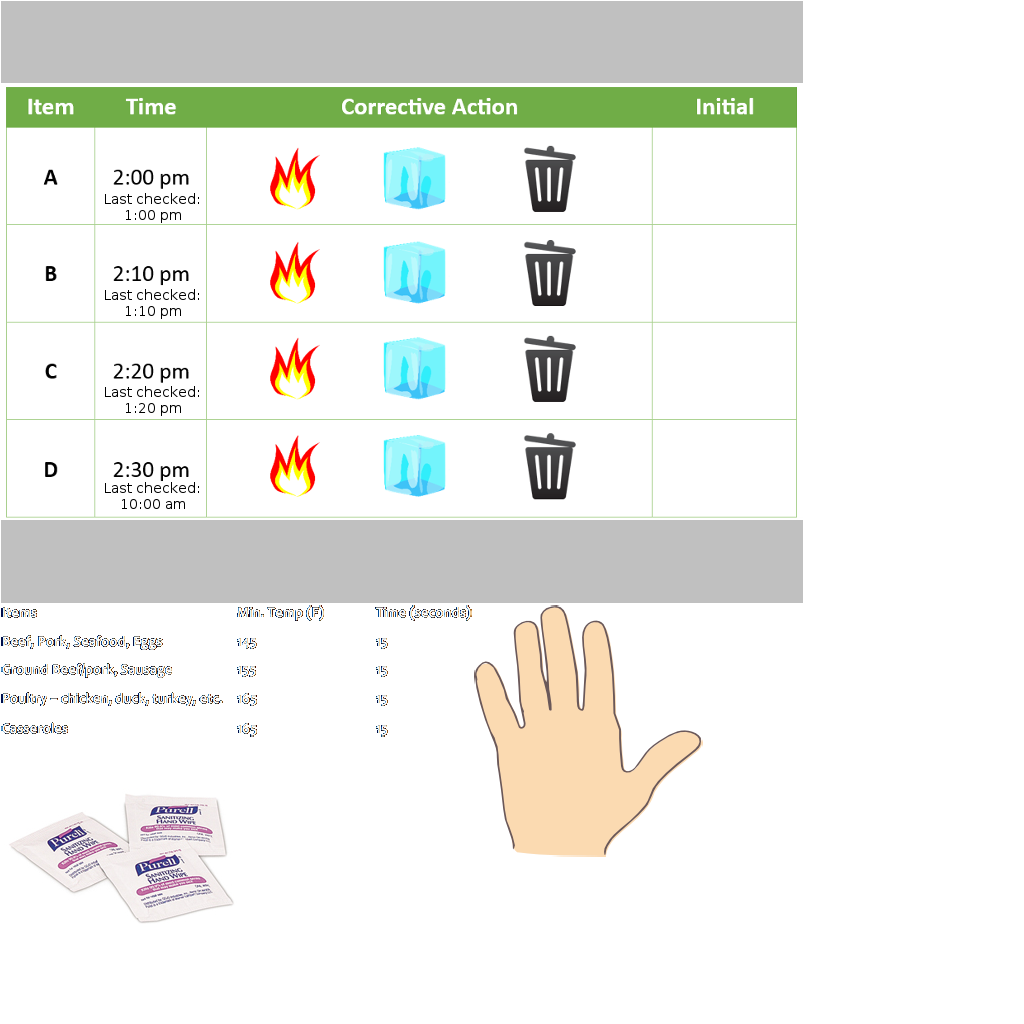 Item Time Corrective Action Initial
A 2:00 pm
Last checked:
1:00 pm
B 2:10 pm
Last checked:
1:10 pm
C 2:20 pm
Last checked:
1:20 pm
D 2:30 pm
Last checked:
10:00 am
Items Min. Temp (F) Time (seconds)
Beef, Pork, Seafood, Eggs 145 15
Ground Beef/pork, Sausage 155 15
Poultry – chicken, duck, turkey, etc. 165 15
Casseroles 165 15
Purell
SANITIZING
HAND WIPE
Purell
SANITIZING
HAND WIPE
Purell
SANITIZING
HAND WIPE